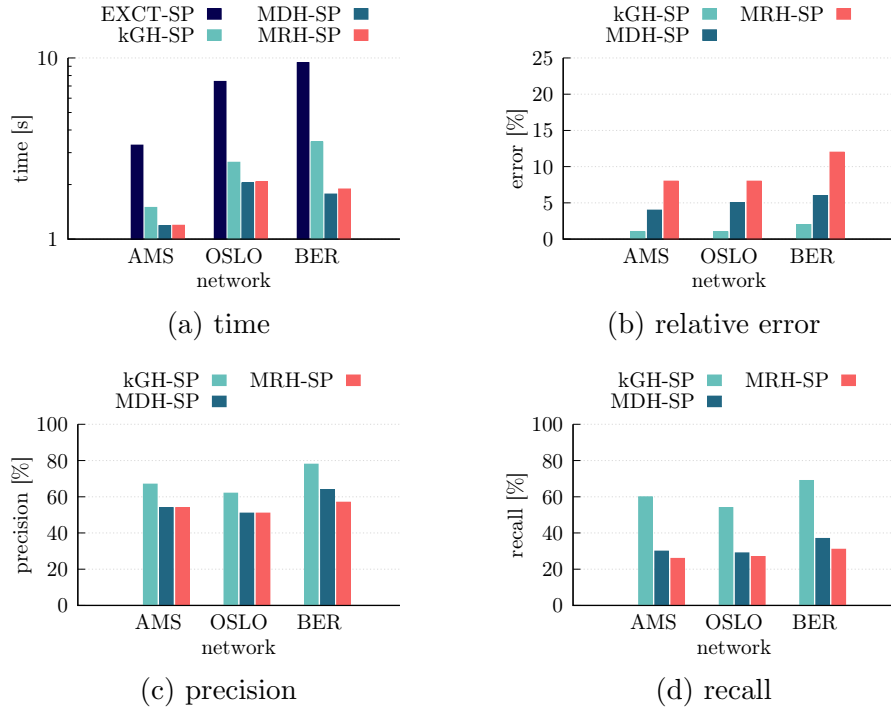 EXCT-SP MDH-SP
kGH-SP MRH-SP
10
1
time [s]
AMS OSLO BER
network
(a) time
kGH-SP MRH-SP
MDH-SP
25
20
15
10
5
0
error [%]
AMS OSLO BER
network
(b) relative error
kGH-SP MRH-SP
MDH-SP
100
80
60
40
20
0
precision [%]
AMS OSLO BER
network
(c) precision
kGH-SP MRH-SP
MDH-SP
100
80
60
40
20
0
recall [%]
AMS OSLO BER
network
(d) recall